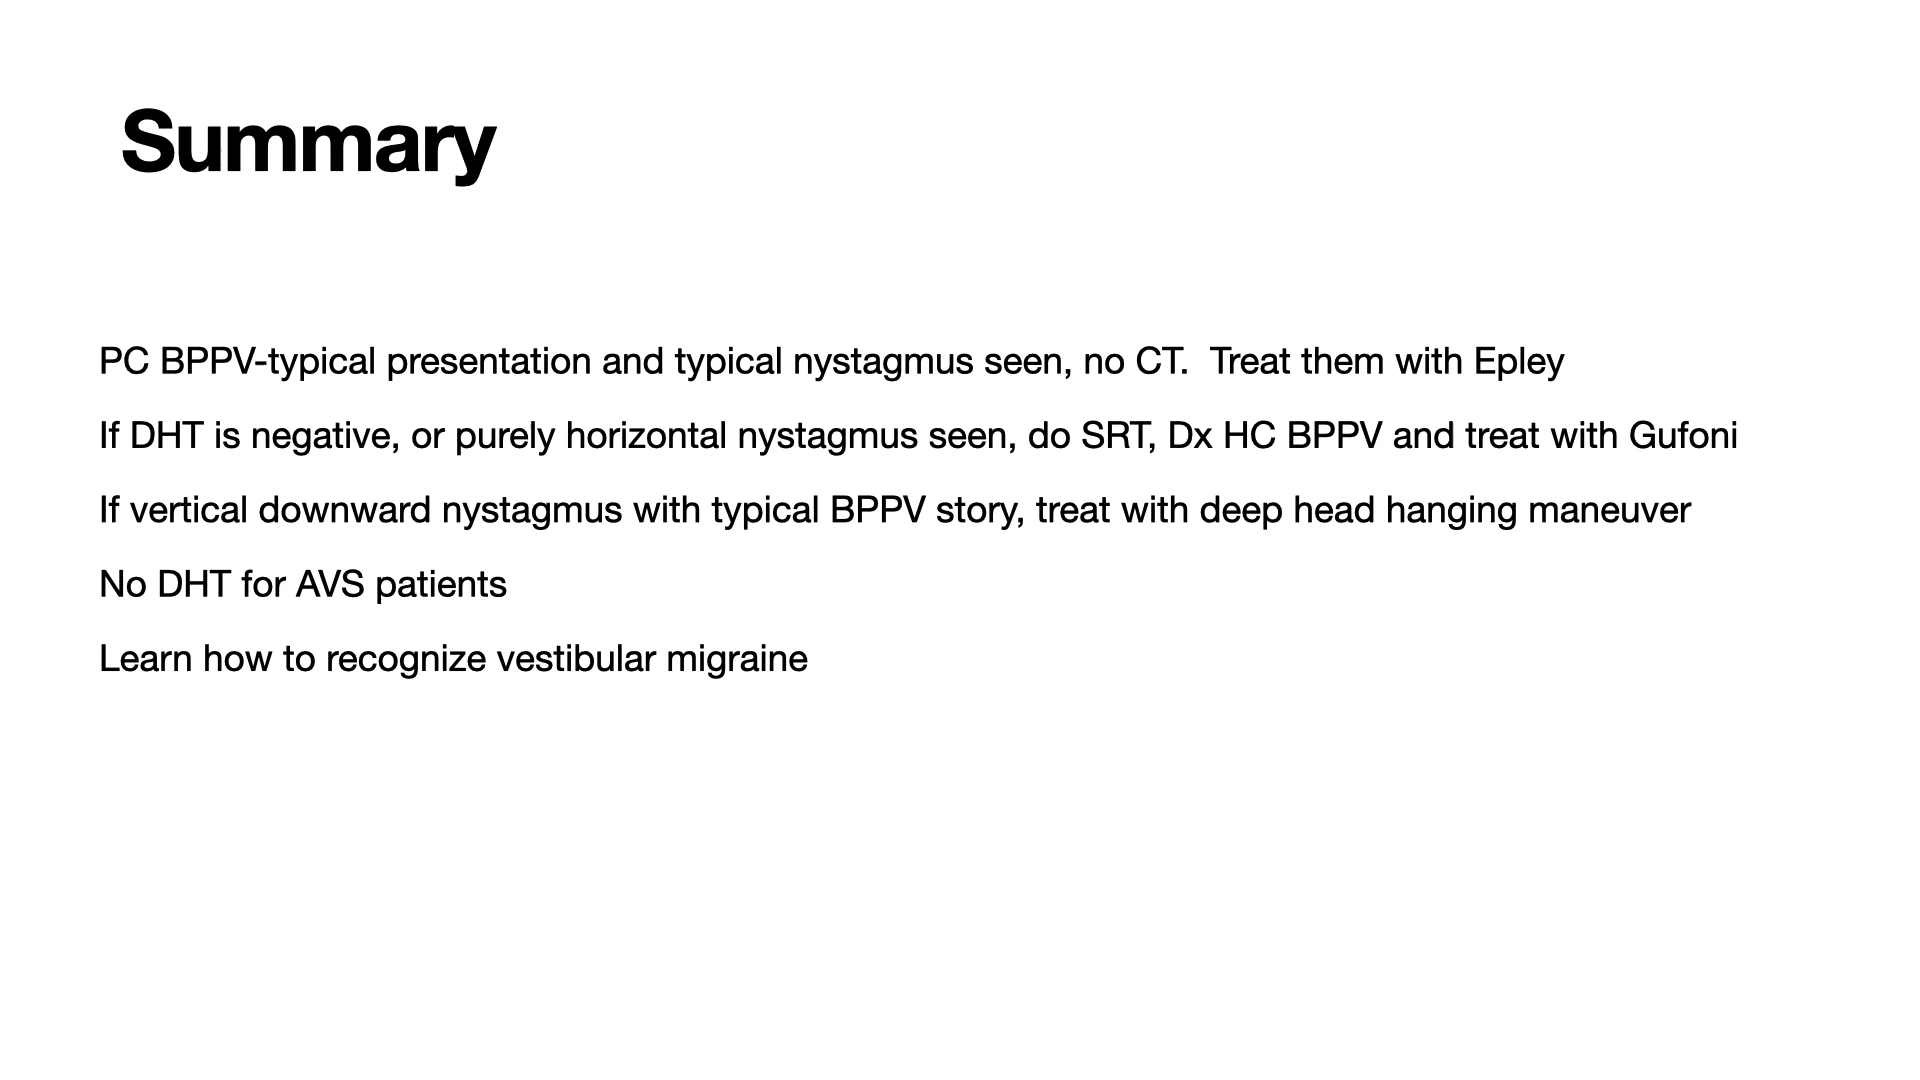 Summary
PC BPPV-typical presentation and typical nystagmus seen, no CT.  Treat them with Epley
If DHT is negative, or purely horizontal nystagmus seen, do SRT, Dx HC BPPV and treat with Gufoni
If vertical downward nystagmus with typical BPPV story, treat with deep head hanging maneuver
No DHT for AVS patients
Learn how to recognize vestibular migraine